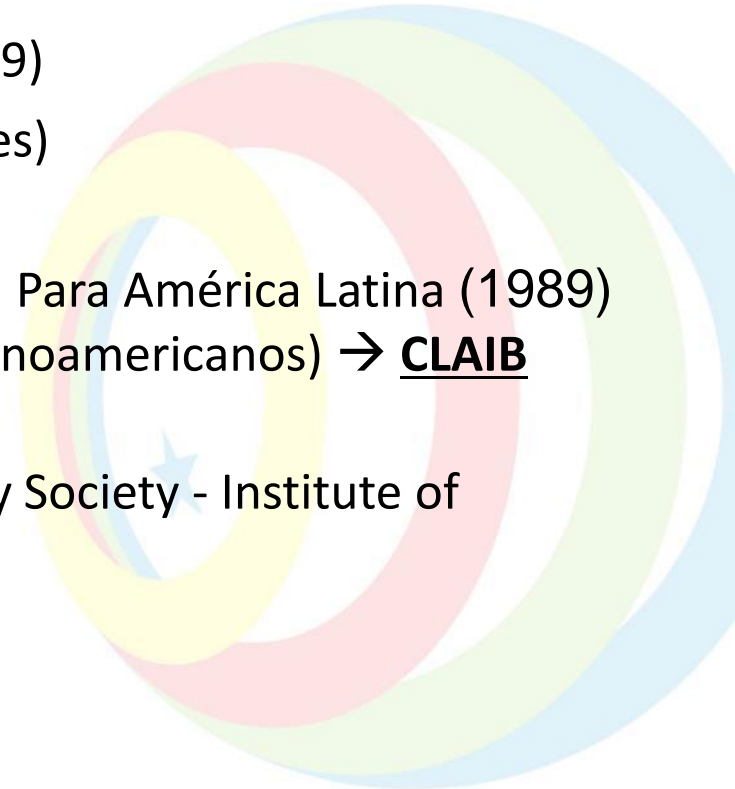 9)
es)
Para América Latina (1989)
noamericanos) → CLAIB
y Society - Institute of